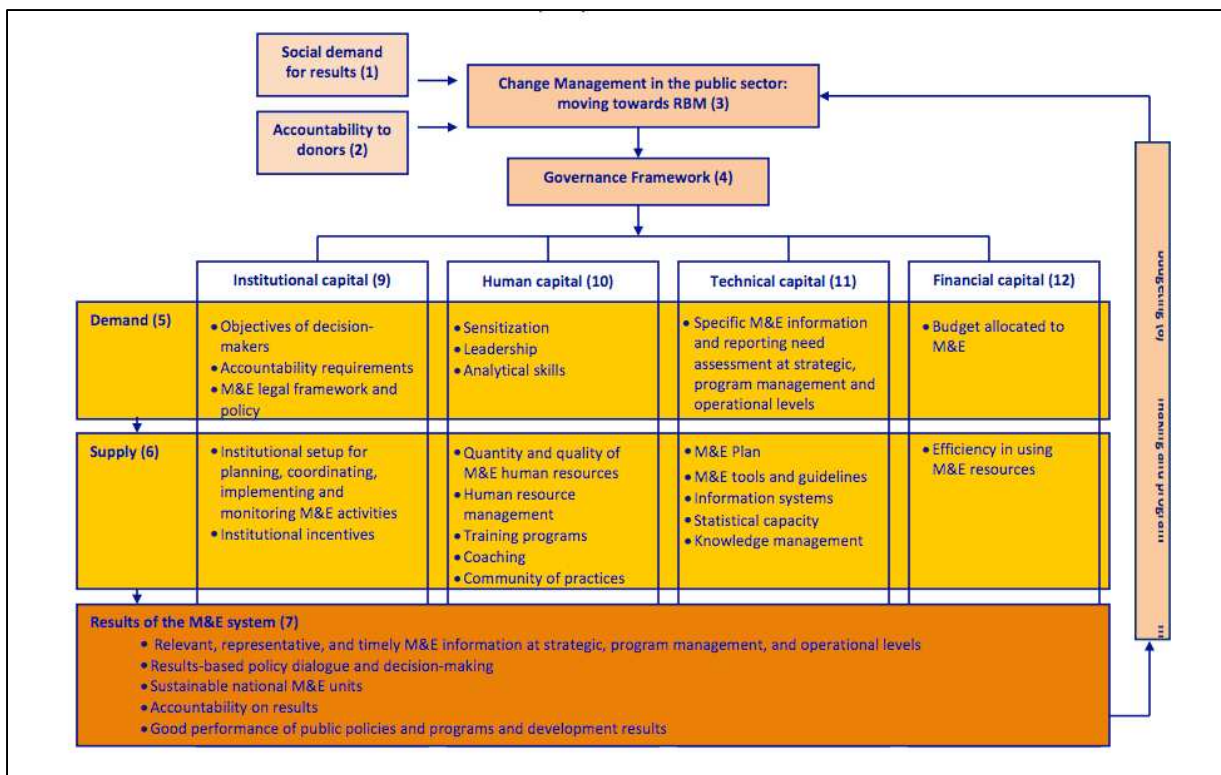 Social demand
for results (1)
Accountability to
donors (2)
Change Management in the public sector:
moving towards RBM (3)
Governance Framework (4)
Institutional capital (9)
Human capital (10)
Technical capital (11)
Financial capital (12)
Demand (5)
• Objectives of decision-
makers
• Accountability requirements
• M&E legal framework and
policy
• Sensitization
• Leadership
• Analytical skills
• Specific M&E information
and reporting need
assessment at strategic,
program management and
operational levels
• Budget allocated to
M&E
Supply (6)
• Institutional setup for
planning, coordinating,
implementing and
monitoring M&E activities
• Institutional incentives
• Quantity and quality of
M&E human resources
• Human resource
management
• Training programs
• Coaching
• Community of practices
• M&E Plan
• M&E tools and guidelines
• Information systems
• Statistical capacity
• Knowledge management
• Efficiency in using
M&E resources
Results of the M&E system (7)
• Relevant, representative, and timely M&E information at strategic, program management, and operational levels
• Results-based policy dialogue and decision-making
• Sustainable national M&E units
• Accountability on results
• Good performance of public policies and programs and development results